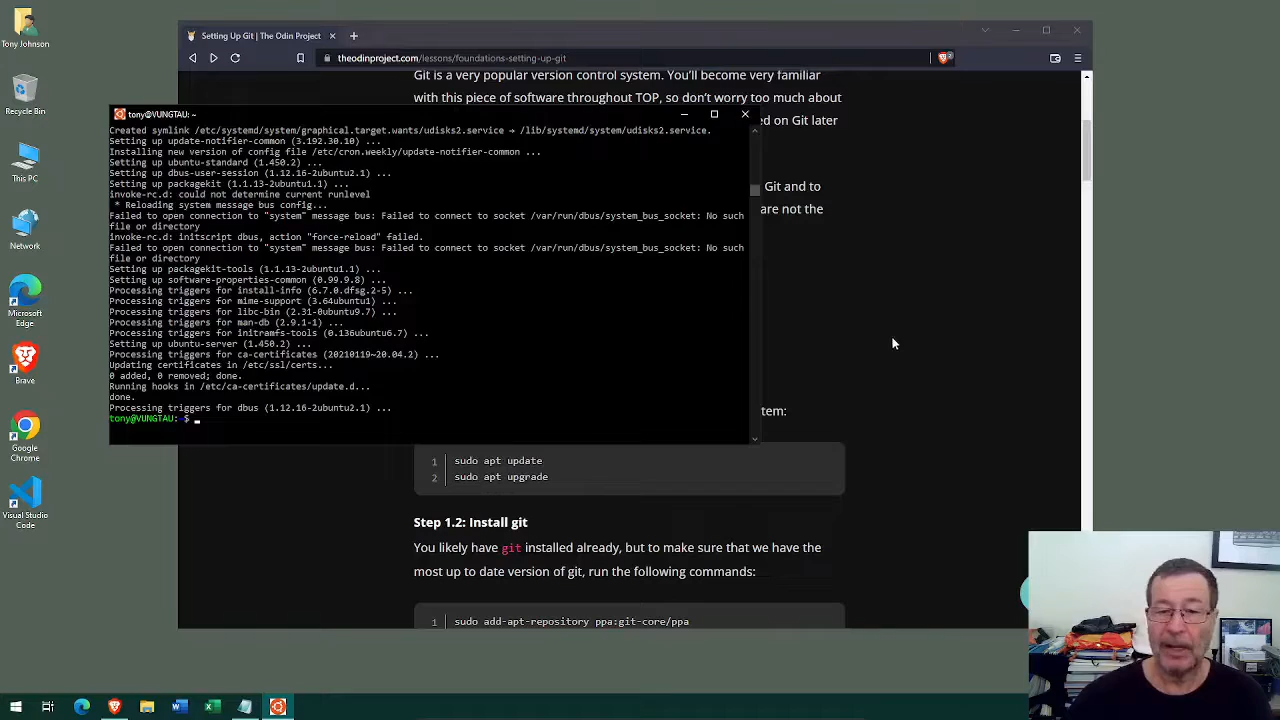 Tony Johnson
Recycle Bin
This PC
Network
Microsoft
Edge
Brave
Google
Chrome
Visual Studio
Code
Setting Up Git | The Odin Project
theodinproject.com/lessons/foundations-setting-up-git
2
Git is a very popular version control system. You'll become very familiar
with this piece of software throughout TOP, so don't worry too much about
ed on Git later
Git and to
are not the
tem:
tony@VUNGTAU: ~
Created symlink /etc/systemd/system/graphical.target.wants/udisks2.service → /lib/systemd/system/udisks2.service.
Setting up update-notifier-common (3.192.30.10) ...
Installing new version of config file /etc/cron.weekly/update-notifier-common ...
Setting up ubuntu-standard (1.450.2) ...
Setting up dbus-user-session (1.12.16-2ubuntu2.1) ...
Setting up packagekit (1.1.13-2ubuntu1.1) ...
invoke-rc.d: could not determine current runlevel
 * Reloading system message bus config...
Failed to open connection to "system" message bus: Failed to connect to socket /var/run/dbus/system_bus_socket: No such
file or directory
invoke-rc.d: initscript dbus, action "force-reload" failed.
Failed to open connection to "system" message bus: Failed to connect to socket /var/run/dbus/system_bus_socket: No such
file or directory
Setting up packagekit-tools (1.1.13-2ubuntu1.1) ...
Setting up software-properties-common (0.99.9.8) ...
Processing triggers for install-info (6.7.0.dfsg.2-5) ...
Processing triggers for mime-support (3.64ubuntu1) ...
Processing triggers for libc-bin (2.31-0ubuntu9.7) ...
Processing triggers for man-db (2.9.1-1) ...
Processing triggers for initramfs-tools (0.136ubuntu6.7) ...
Setting up ubuntu-server (1.450.2) ...
Processing triggers for ca-certificates (20210119~20.04.2) ...
Updating certificates in /etc/ssl/certs...
0 added, 0 removed; done.
Running hooks in /etc/ca-certificates/update.d...
done.
Processing triggers for dbus (1.12.16-2ubuntu2.1) ...
tony@VUNGTAU:~$
1 sudo apt update
2 sudo apt upgrade
Step 1.2: Install git
You likely have git installed already, but to make sure that we have the
most up to date version of git, run the following commands:
1 sudo add-apt-repository ppa:git-core/ppa